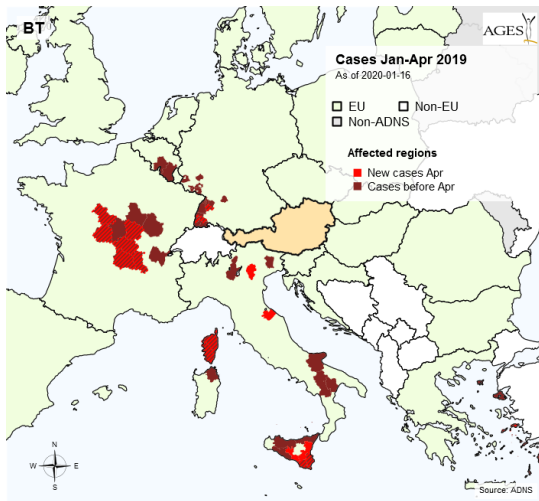 BT
AGES
Cases Jan-Apr 2019
As of 2020-01-16
EU Non-EU
Non-ADNS
Affected regions
New cases Apr
Cases before Apr
N
W E
S
Source: ADNS